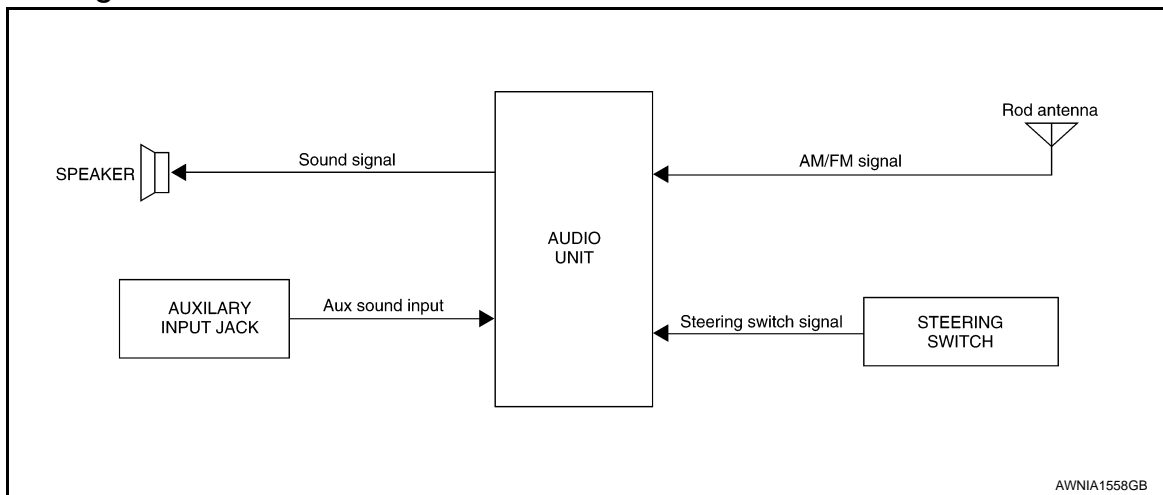 Rod antenna
Sound signal
AM/FM signal
SPEAKER
AUDIO
UNIT
AUXILARY
INPUT JACK
Aux sound input
Steering switch signal
STEERING
SWITCH
AWNIA1558GB